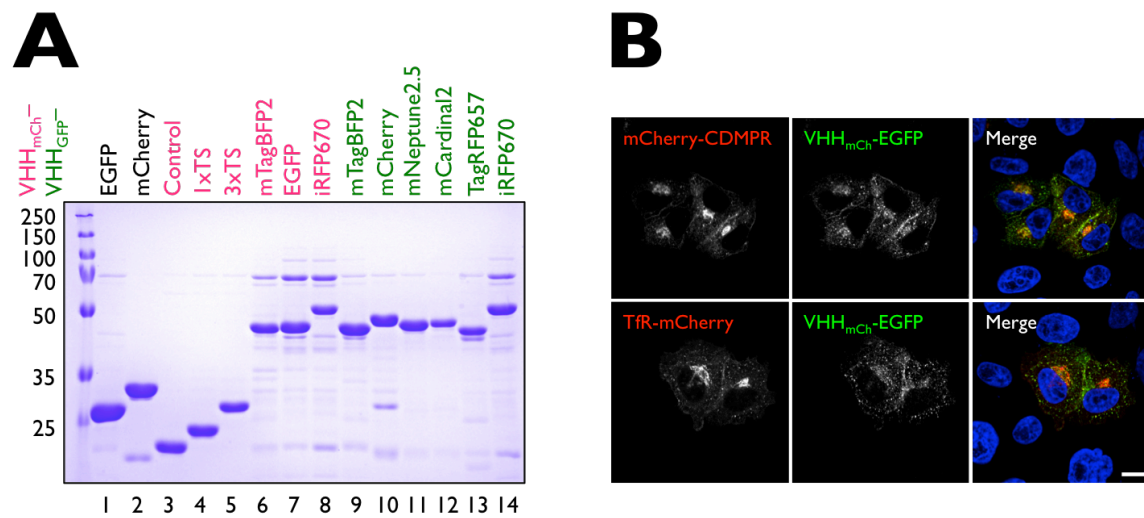 A
VHHmCh–
VHHGFP–
EGFP
mCherry
Control
1xTS
3xTS
mTagBFP2
EGFP
iRFP670
mTagBFP2
mCherry
mNeptune2.5
mCardinal2
TagRFP657
iRFP670
250
150
100
70
50
35
25
1 2 3 4 5 6 7 8 9 10 11 12 13 14
B
mCherry-CDMPR VHHmCh-EGFP Merge
TfR-mCherry VHHmCh-EGFP Merge